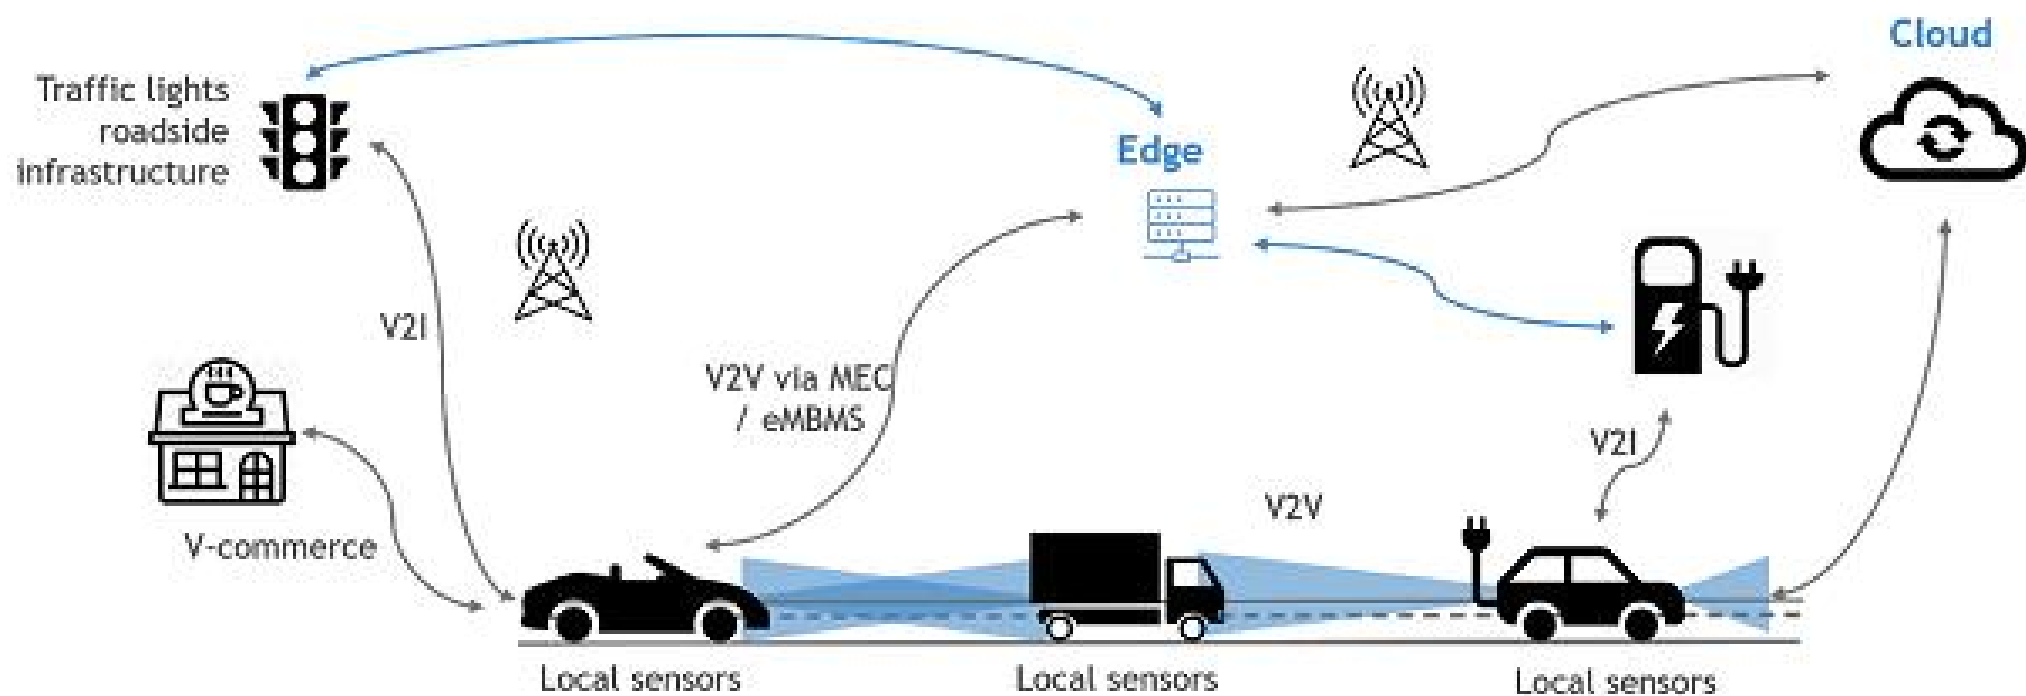 Cloud
Traffic lights
roadside
infrastructure
Edge
V2I
V2V via MEC
/ eMBMS
V2I
V2V
V-commerce
Local sensors
Local sensors
Local sensors